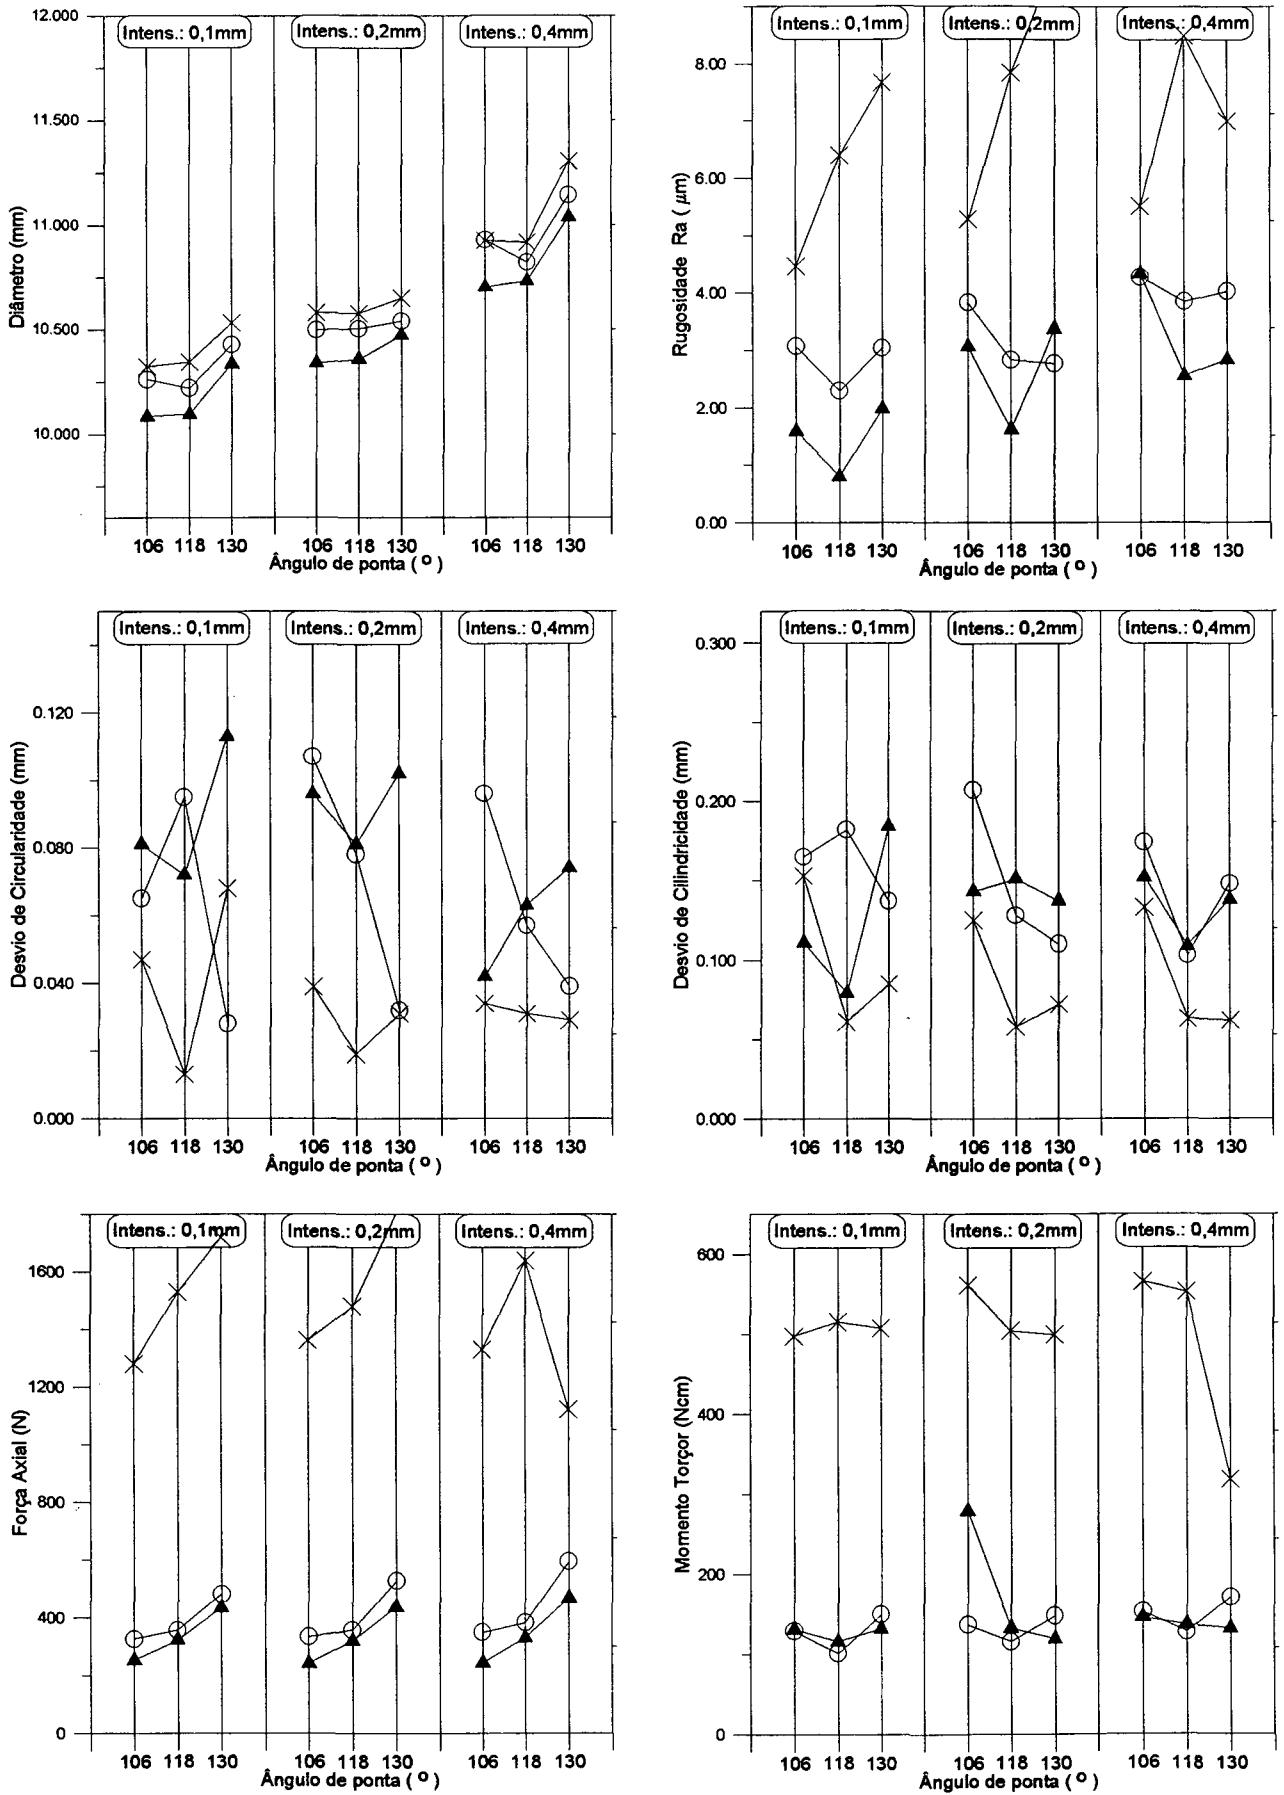 12.000
11.500
11.000
10.500
10.000
Diâmetro (mm)
Intens.: 0,1mm
Intens.: 0,2mm
Intens.: 0,4mm
106 118 130
106 118 130
106 118 130
Ângulo de ponta ( º )
8.00
6.00
4.00
2.00
0.00
Rugosidade Ra ( µm)
Intens.: 0,1mm
Intens.: 0,2mm
Intens.: 0,4mm
106 118 130
106 118 130
106 118 130
Ângulo de ponta ( º )
0.120
0.080
0.040
0.000
Desvio de Circularidade (mm)
Intens.: 0,1mm
Intens.: 0,2mm
Intens.: 0,4mm
106 118 130
106 118 130
106 118 130
Ângulo de ponta ( º )
0.300
0.200
0.100
0.000
Desvio de Cilindricidade (mm)
Intens.: 0,1mm
Intens.: 0,2mm
Intens.: 0,4mm
106 118 130
106 118 130
106 118 130
Ângulo de ponta ( º )
1600
1200
800
400
0
Força Axial (N)
Intens.: 0,1mm
Intens.: 0,2mm
Intens.: 0,4mm
106 118 130
106 118 130
106 118 130
Ângulo de ponta ( º )
600
400
200
0
Momento Torçor (Ncm)
Intens.: 0,1mm
Intens.: 0,2mm
Intens.: 0,4mm
106 118 130
106 118 130
106 118 130
Ângulo de ponta ( º )